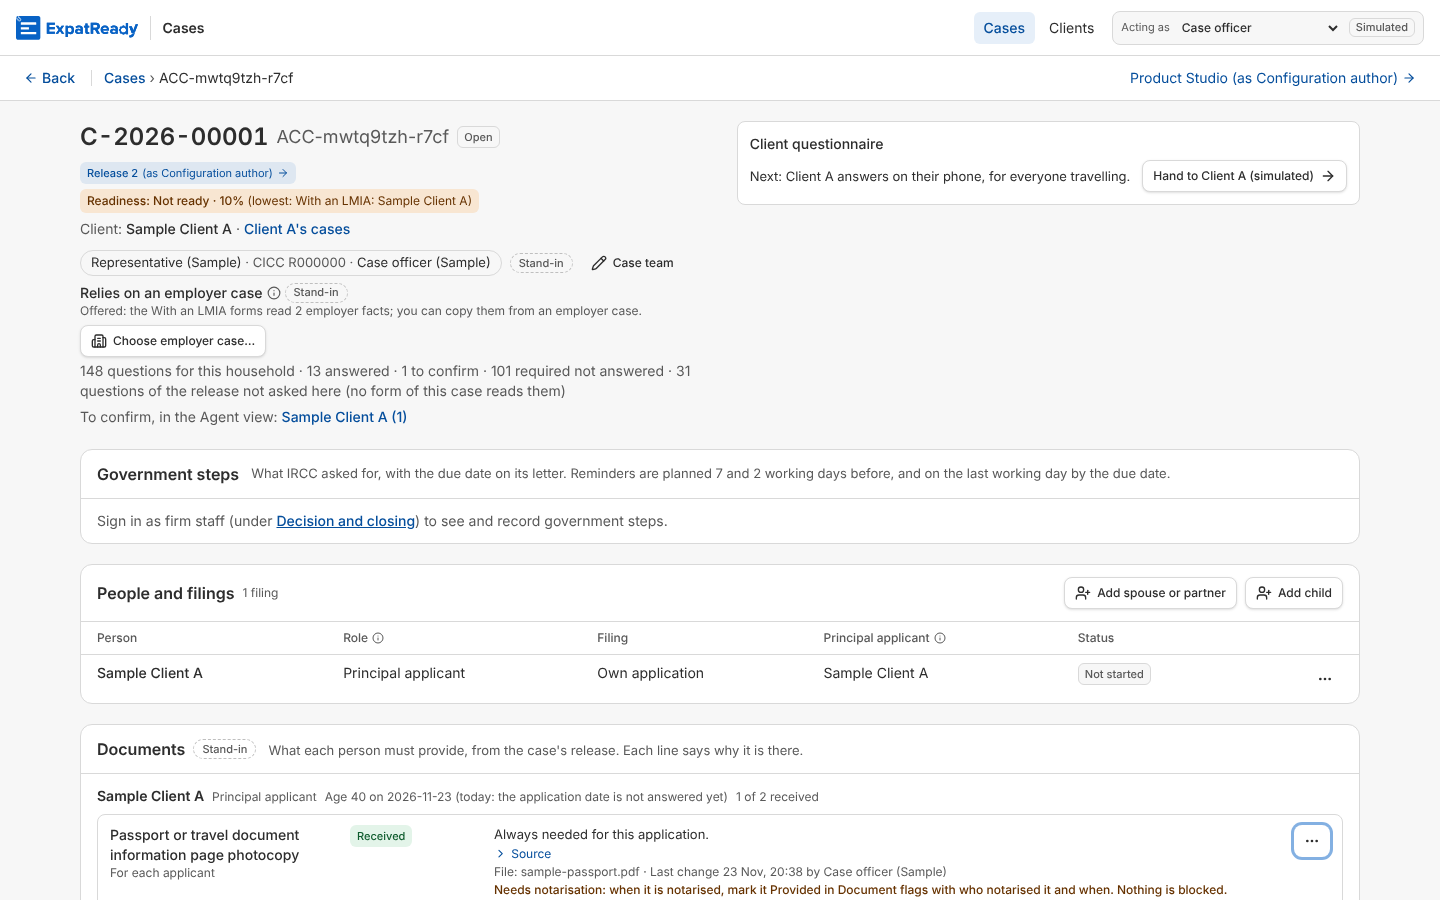 ExpatReady
Cases
Cases
Clients
Acting as
Case officer
Simulated
Back
Cases › ACC-mwtq9tzh-r7cf
Product Studio (as Configuration author)
C-2026-00001 ACC-mwtq9tzh-r7cf Open
Release 2 (as Configuration author)
Readiness: Not ready · 10% (lowest: With an LMIA: Sample Client A)
Client: Sample Client A · Client A's cases
Representative (Sample) · CICC R000000 · Case officer (Sample)
Stand-in
Case team
Relies on an employer case
Stand-in
Offered: the With an LMIA forms read 2 employer facts; you can copy them from an employer case.
Choose employer case...
148 questions for this household · 13 answered · 1 to confirm · 101 required not answered · 31
questions of the release not asked here (no form of this case reads them)
To confirm, in the Agent view: Sample Client A (1)
Client questionnaire
Next: Client A answers on their phone, for everyone travelling.
Hand to Client A (simulated)
Government steps What IRCC asked for, with the due date on its letter. Reminders are planned 7 and 2 working days before, and on the last working day by the due date.
Sign in as firm staff (under Decision and closing) to see and record government steps.
People and filings 1 filing
Add spouse or partner
Add child
Person Role Filing Principal applicant Status
Sample Client A Principal applicant Own application Sample Client A Not started
Documents Stand-in What each person must provide, from the case's release. Each line says why it is there.
Sample Client A Principal applicant Age 40 on 2026-11-23 (today: the application date is not answered yet) 1 of 2 received
Passport or travel document
information page photocopy
For each applicant
Received
Always needed for this application.
Source
File: sample-passport.pdf · Last change 23 Nov, 20:38 by Case officer (Sample)
Needs notarisation: when it is notarised, mark it Provided in Document flags with who notarised it and when. Nothing is blocked.